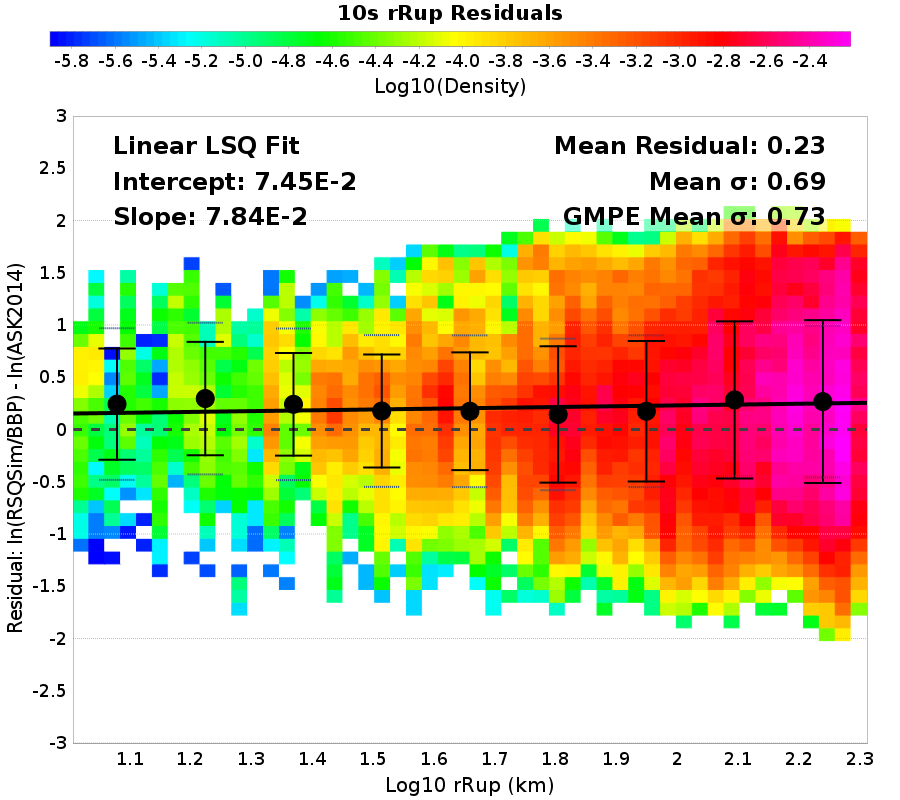 10s rRup Residuals
-5.8 -5.6 -5.4 -5.2 -5.0 -4.8 -4.6 -4.4 -4.2 -4.0 -3.8 -3.6 -3.4 -3.2 -3.0 -2.8 -2.6 -2.4
Log10(Density)
Linear LSQ Fit
Intercept: 7.45E-2
Slope: 7.84E-2
Mean Residual: 0.23
Mean σ: 0.69
GMPE Mean σ: 0.73
Residual: ln(RSQSim/BBP) - ln(ASK2014)
3
2.5
2
1.5
1
0.5
0
-0.5
-1
-1.5
-2
-2.5
-3
1.1 1.2 1.3 1.4 1.5 1.6 1.7 1.8 1.9 2 2.1 2.2 2.3
Log10 rRup (km)